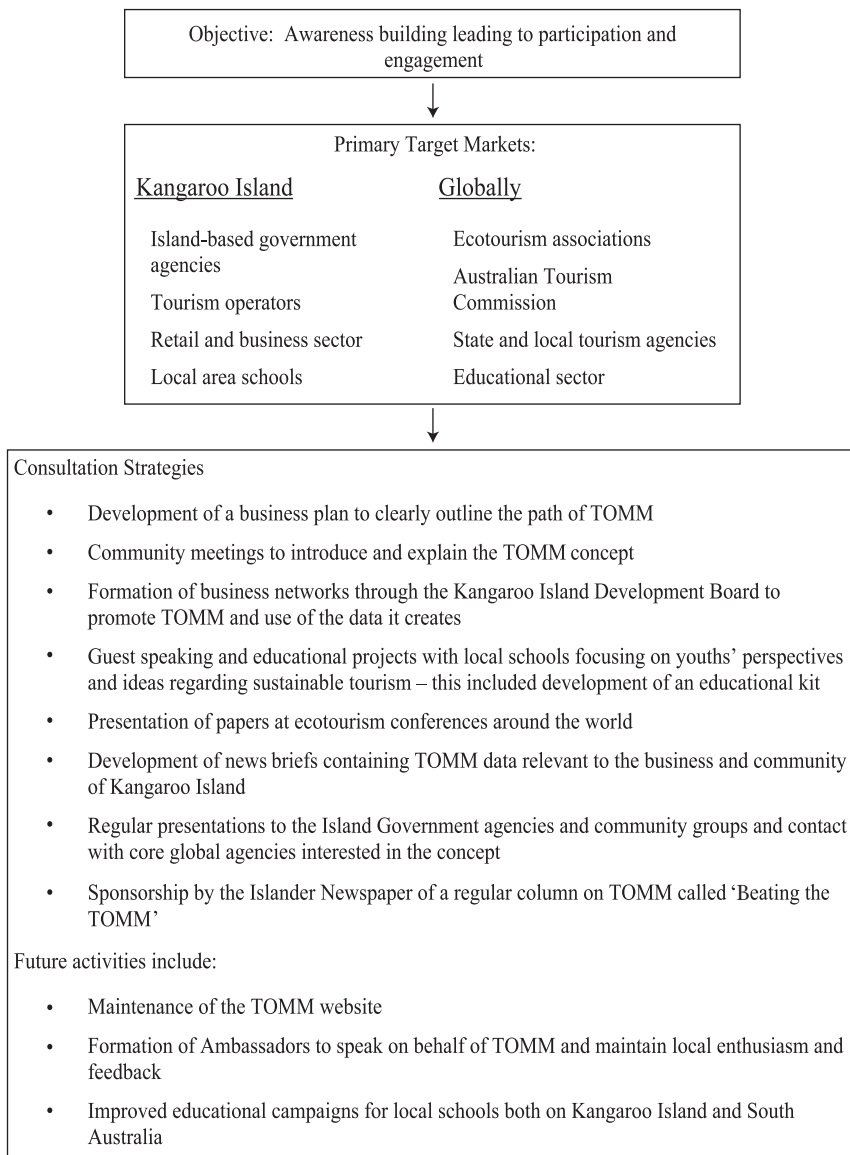 Objective: Awareness building leading to participation and
engagement
Primary Target Markets:
Kangaroo Island
Island-based government
agencies
Tourism operators
Retail and business sector
Local area schools
Globally
Ecotourism associations
Australian Tourism
Commission
State and local tourism agencies
Educational sector
Consultation Strategies
• Development of a business plan to clearly outline the path of TOMM
• Community meetings to introduce and explain the TOMM concept
• Formation of business networks through the Kangaroo Island Development Board to
promote TOMM and use of the data it creates
• Guest speaking and educational projects with local schools focusing on youths’ perspectives
and ideas regarding sustainable tourism – this included development of an educational kit
• Presentation of papers at ecotourism conferences around the world
• Development of news briefs containing TOMM data relevant to the business and community
of Kangaroo Island
• Regular presentations to the Island Government agencies and community groups and contact
with core global agencies interested in the concept
• Sponsorship by the Islander Newspaper of a regular column on TOMM called ‘Beating the
TOMM’
Future activities include:
• Maintenance of the TOMM website
• Formation of Ambassadors to speak on behalf of TOMM and maintain local enthusiasm and
feedback
• Improved educational campaigns for local schools both on Kangaroo Island and South
Australia